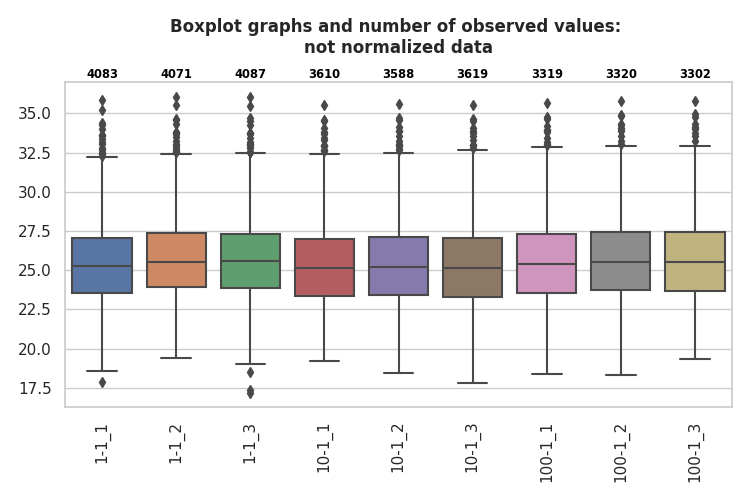 Boxplot graphs and number of observed values:
not normalized data
4083 4071 4087 3610 3588 3619 3319 3320 3302
35.0
32.5
30.0
27.5
25.0
22.5
20.0
17.5
1-1_1 1-1_2 1-1_3 10-1_1 10-1_2 10-1_3 100-1_1 100-1_2 100-1_3